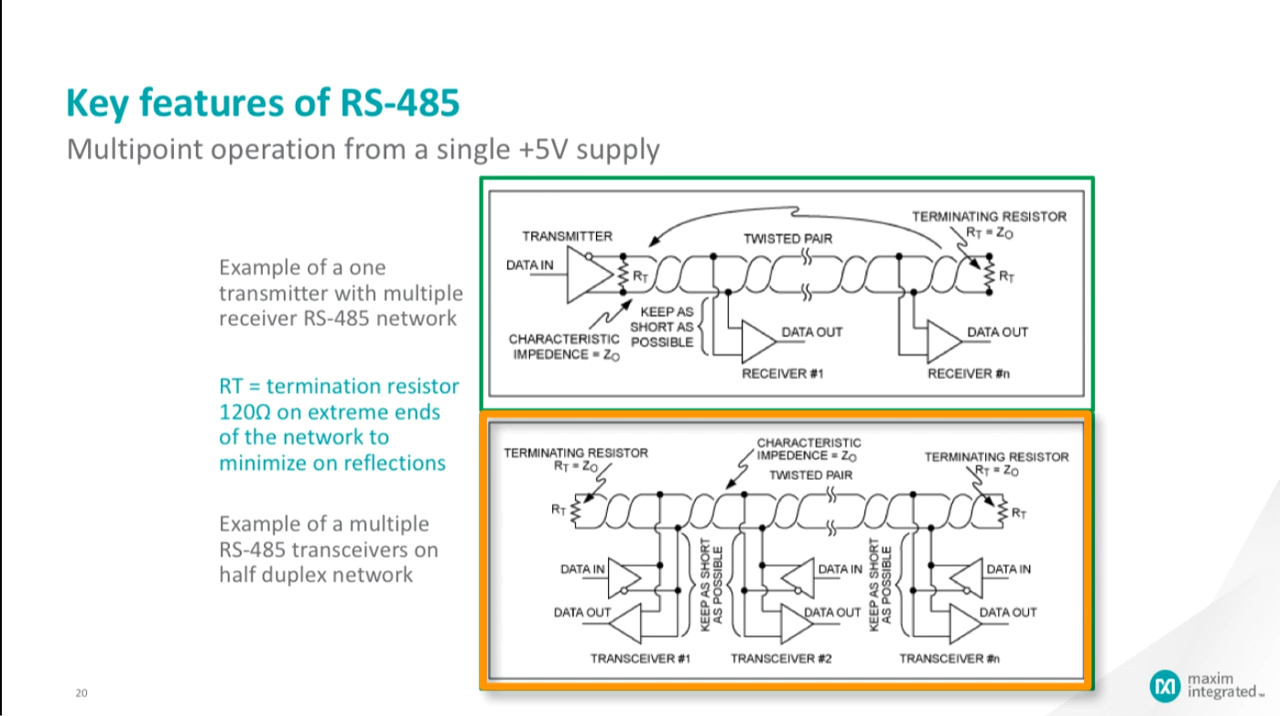 Key features of RS-485
Multipoint operation from a single +5V supply
Example of a one
transmitter with multiple
receiver RS-485 network
RT = termination resistor
120Ω on extreme ends
of the network to
minimize on reflections
Example of a multiple
RS-485 transceivers on
half duplex network
TRANSMITTER
DATA IN
RT
CHARACTERISTIC
IMPEDENCE = ZO
KEEP AS
SHORT AS
POSSIBLE
TWISTED PAIR
TERMINATING RESISTOR
RT = ZO
RT
DATA OUT
RECEIVER #1
DATA OUT
RECEIVER #n
TERMINATING RESISTOR
RT = ZO
RT
CHARACTERISTIC
IMPEDENCE = ZO
TWISTED PAIR
TERMINATING RESISTOR
RT = ZO
RT
DATA IN
DATA OUT
TRANSCEIVER #1
KEEP AS SHORT
AS POSSIBLE
DATA IN
DATA OUT
TRANSCEIVER #2
KEEP AS SHORT
AS POSSIBLE
DATA IN
DATA OUT
TRANSCEIVER #n
20
maxim
integrated